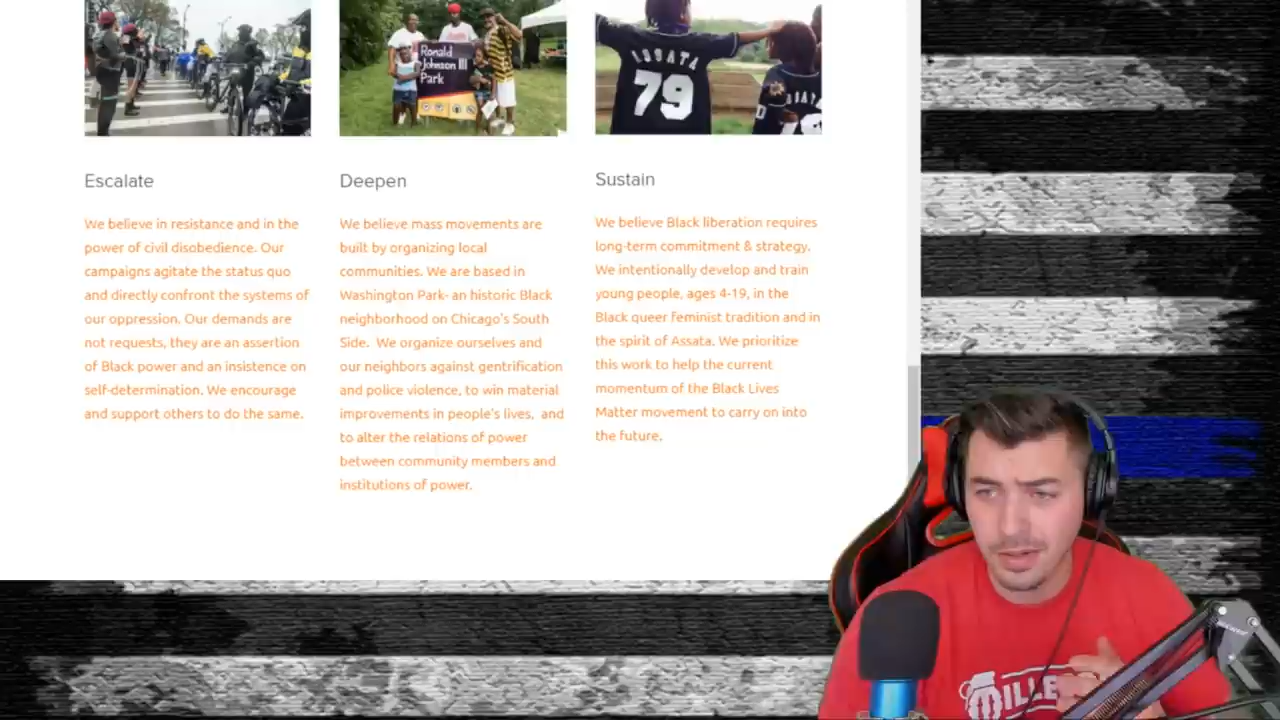 Ronald
Johnson III
Park
ASSATA
79
Escalate
We believe in resistance and in the
power of civil disobedience. Our
campaigns agitate the status quo
and directly confront the systems of
our oppression. Our demands are
not requests, they are an assertion
of Black power and an insistence on
self-determination. We encourage
and support others to do the same.
Deepen
We believe mass movements are
built by organizing local
communities. We are based in
Washington Park- an historic Black
neighborhood on Chicago's South
Side. We organize ourselves and
our neighbors against gentrification
and police violence, to win material
improvements in people's lives, and
to alter the relations of power
between community members and
institutions of power.
Sustain
We believe Black liberation requires
long-term commitment & strategy.
We intentionally develop and train
young people, ages 4-19, in the
Black queer feminist tradition and in
the spirit of Assata. We prioritize
this work to help the current
momentum of the Black Lives
Matter movement to carry on into
the future.